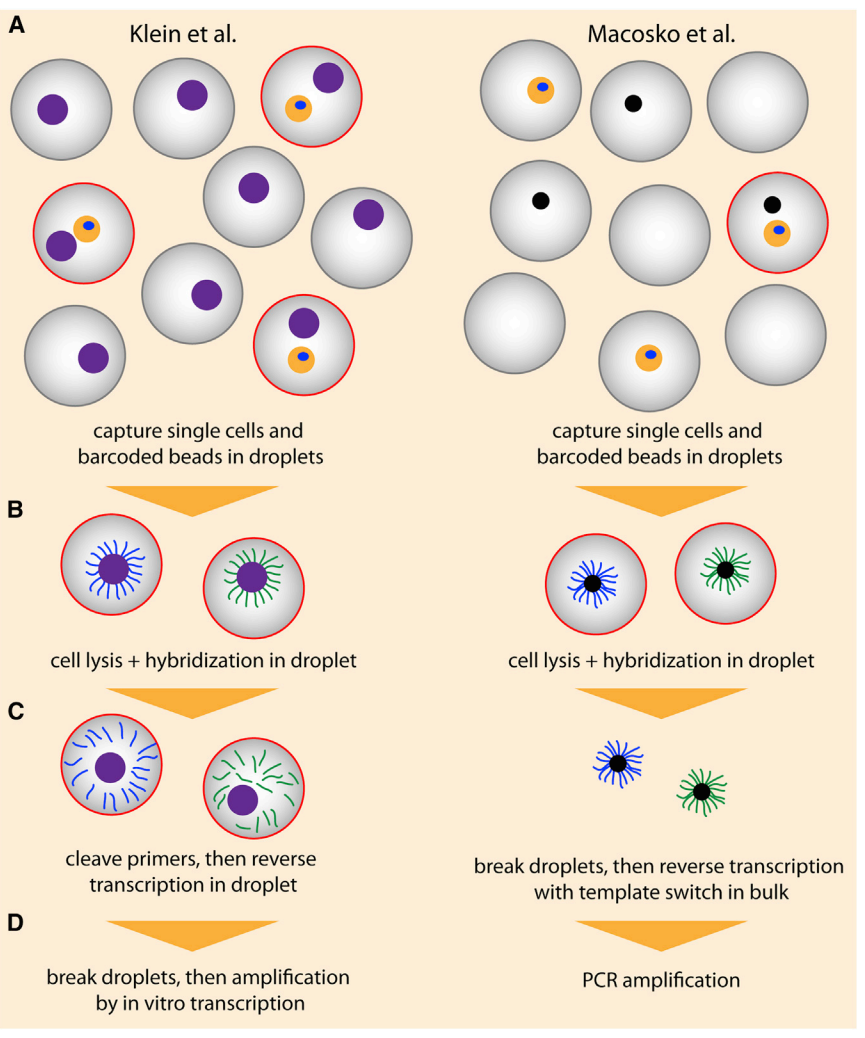 A
Klein et al.
Macosko et al.
capture single cells and
barcoded beads in droplets
capture single cells and
barcoded beads in droplets
B
cell lysis + hybridization in droplet
cell lysis + hybridization in droplet
C
cleave primers, then reverse
transcription in droplet
break droplets, then reverse transcription
with template switch in bulk
D
break droplets, then amplification
by in vitro transcription
PCR amplification